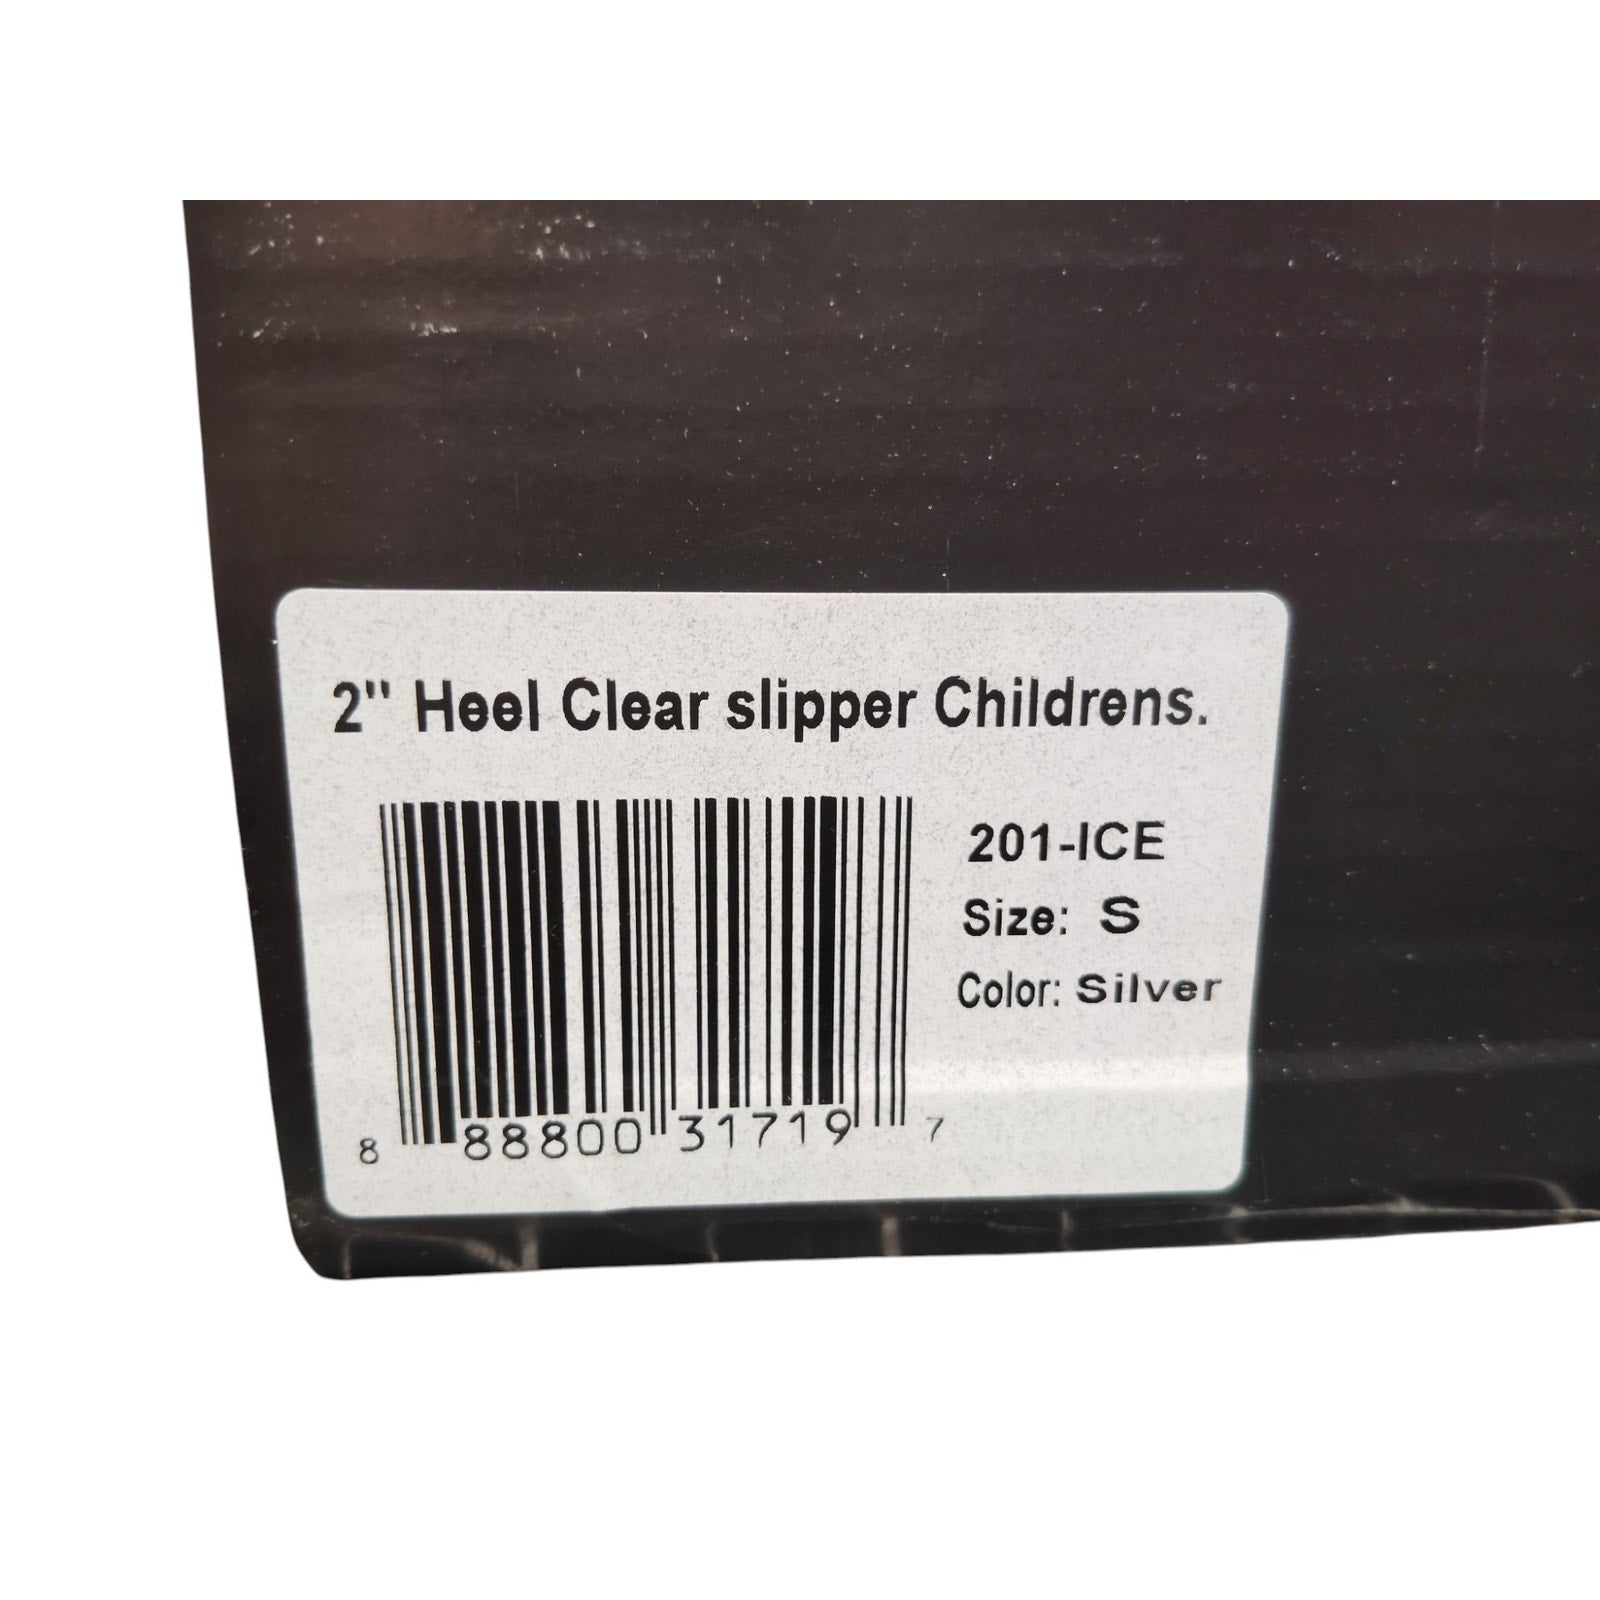 2" Heel Clear slipper Childrens.
201-ICE
Size: S
Color: Silver
8 88800 31719 7